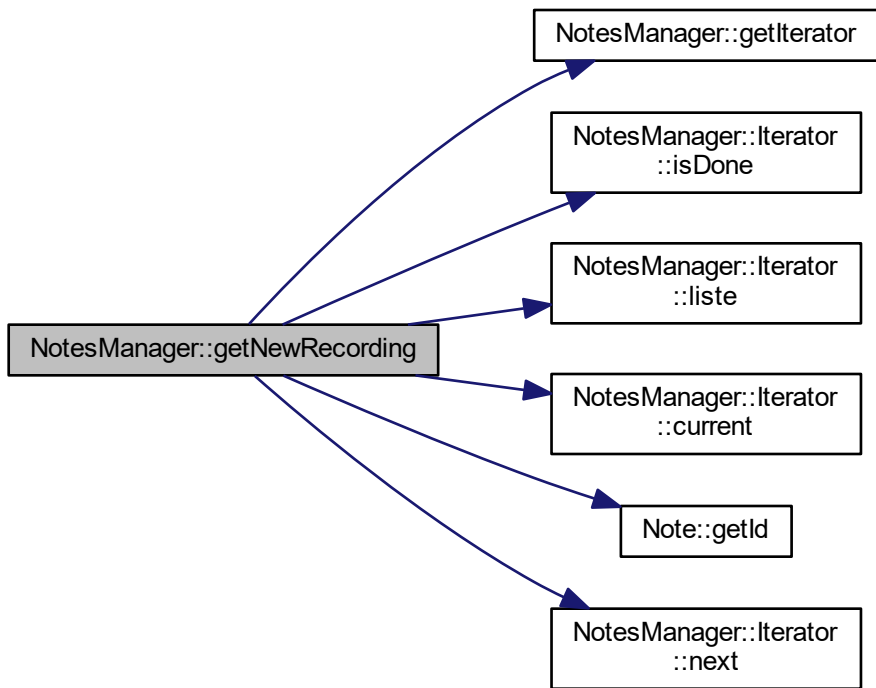 NotesManager::getIterator
NotesManager::Iterator
::isDone
NotesManager::Iterator
::liste
NotesManager::getNewRecording
NotesManager::Iterator
::current
Note::getId
NotesManager::Iterator
::next